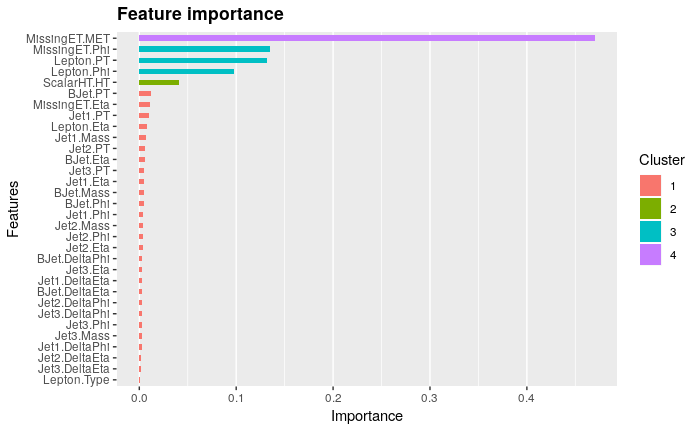 Feature importance
MissingET.MET
MissingET.Phi
Lepton.PT
Lepton.Phi
ScalarHT.HT
BJet.PT
MissingET.Eta
Jet1.PT
Lepton.Eta
Jet1.Mass
Jet2.PT
BJet.Eta
Jet3.PT
Jet1.Eta
BJet.Mass
BJet.Phi
Jet1.Phi
Jet2.Mass
Jet2.Phi
Jet2.Eta
BJet.DeltaPhi
Jet3.Eta
Jet1.DeltaEta
BJet.DeltaEta
Jet2.DeltaPhi
Jet3.DeltaPhi
Jet3.Phi
Jet3.Mass
Jet1.DeltaPhi
Jet2.DeltaEta
Jet3.DeltaEta
Lepton.Type
Features
0.0 0.1 0.2 0.3 0.4
Importance
Cluster
1
2
3
4